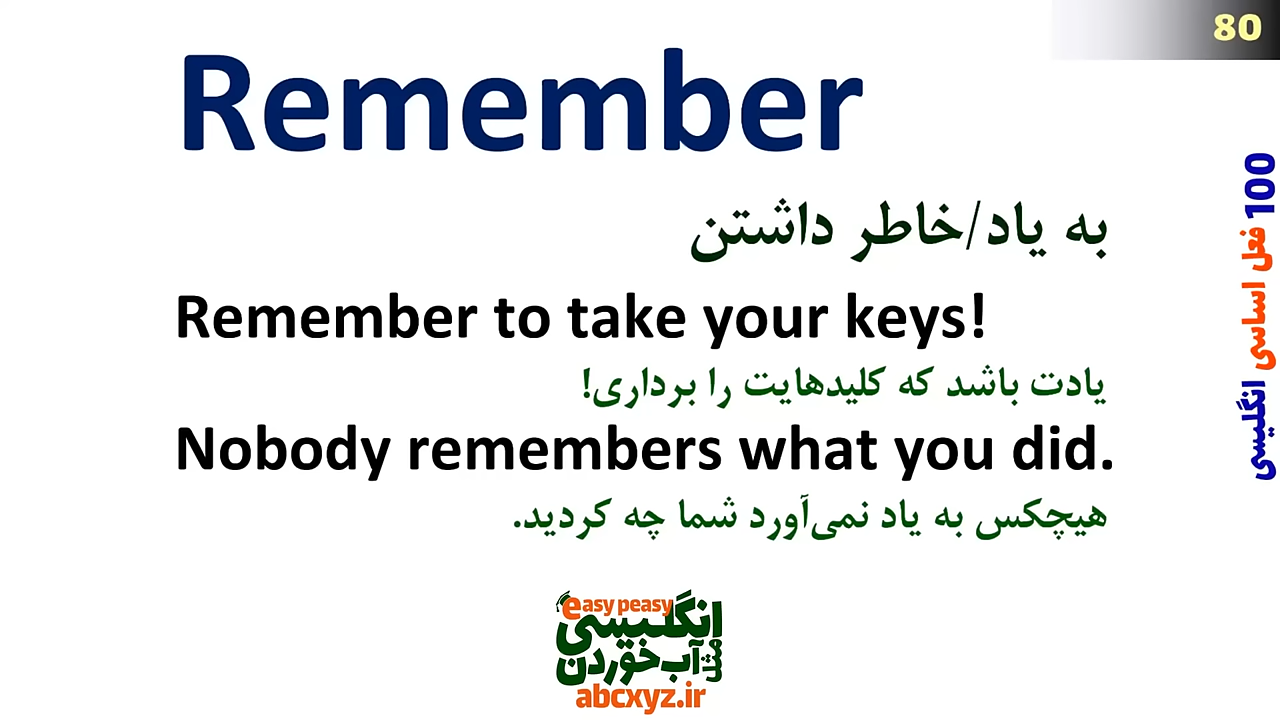 80
Remember
به یاد/خاطر داشتن
Remember to take your keys!
یادت باشد که کلیدهایت را برداری!
Nobody remembers what you did.
هیچکس به یاد نمی‌آورد شما چه کردید.
100 فعل اساسی انگلیسی
easy peasy
انگلیسی
مثل آب خوردن
abcxyz.ir